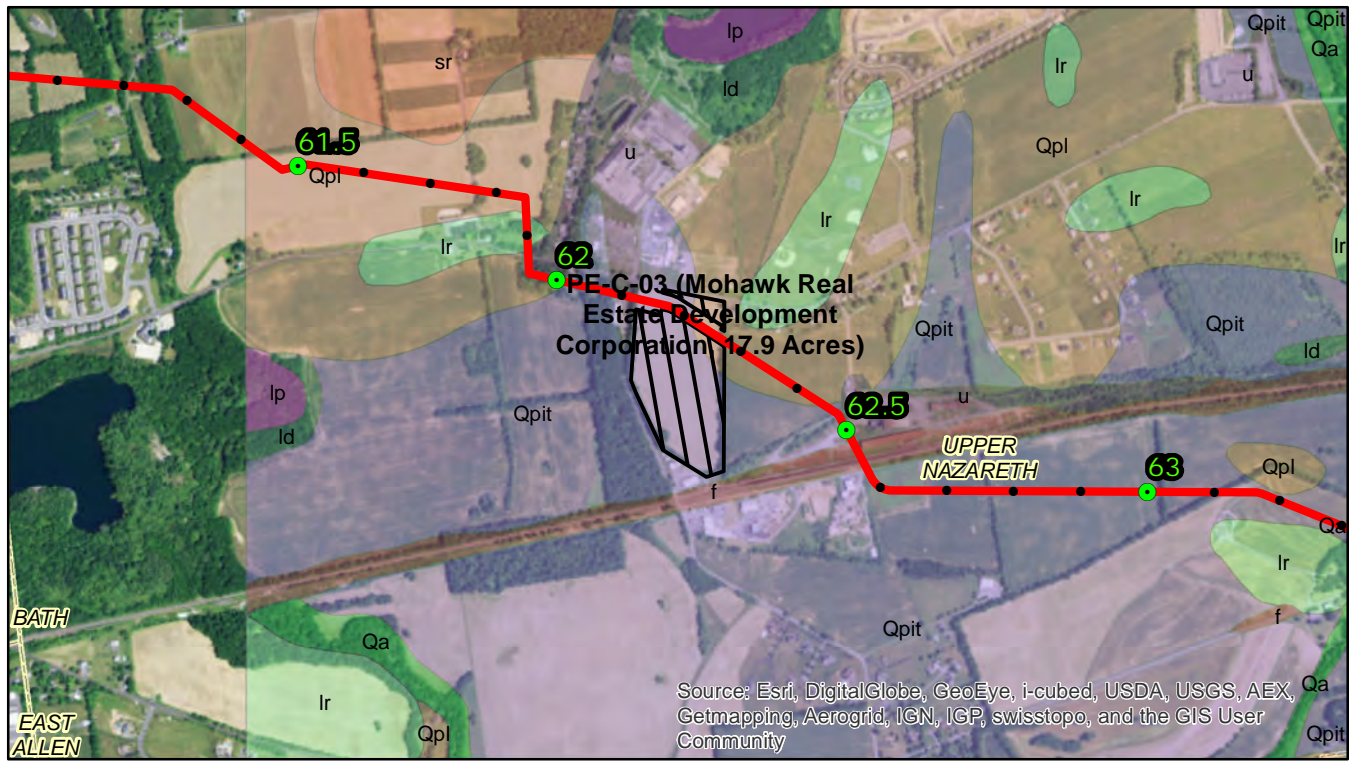 lp
Qpit
Qpit
Qa
sr
ld
lr
u
61.5
u
Qpl
Qpl
lr
lr
lr
lr
62
PE-C-03 (Mohawk Real
Estate Development
Corporation, 17.9 Acres)
Qpit
Qpit
ld
lp
Qpit
62.5
u
ld
UPPER
NAZARETH
63
Qpl
f
Qa
lr
BATH
f
Qa
Qpit
lr
Qpl
Qa
Qpit
EAST
ALLEN
Source: Esri, DigitalGlobe, GeoEye, i-cubed, USDA, USGS, AEX,
Getmapping, Aerogrid, IGN, IGP, swisstopo, and the GIS User
Community